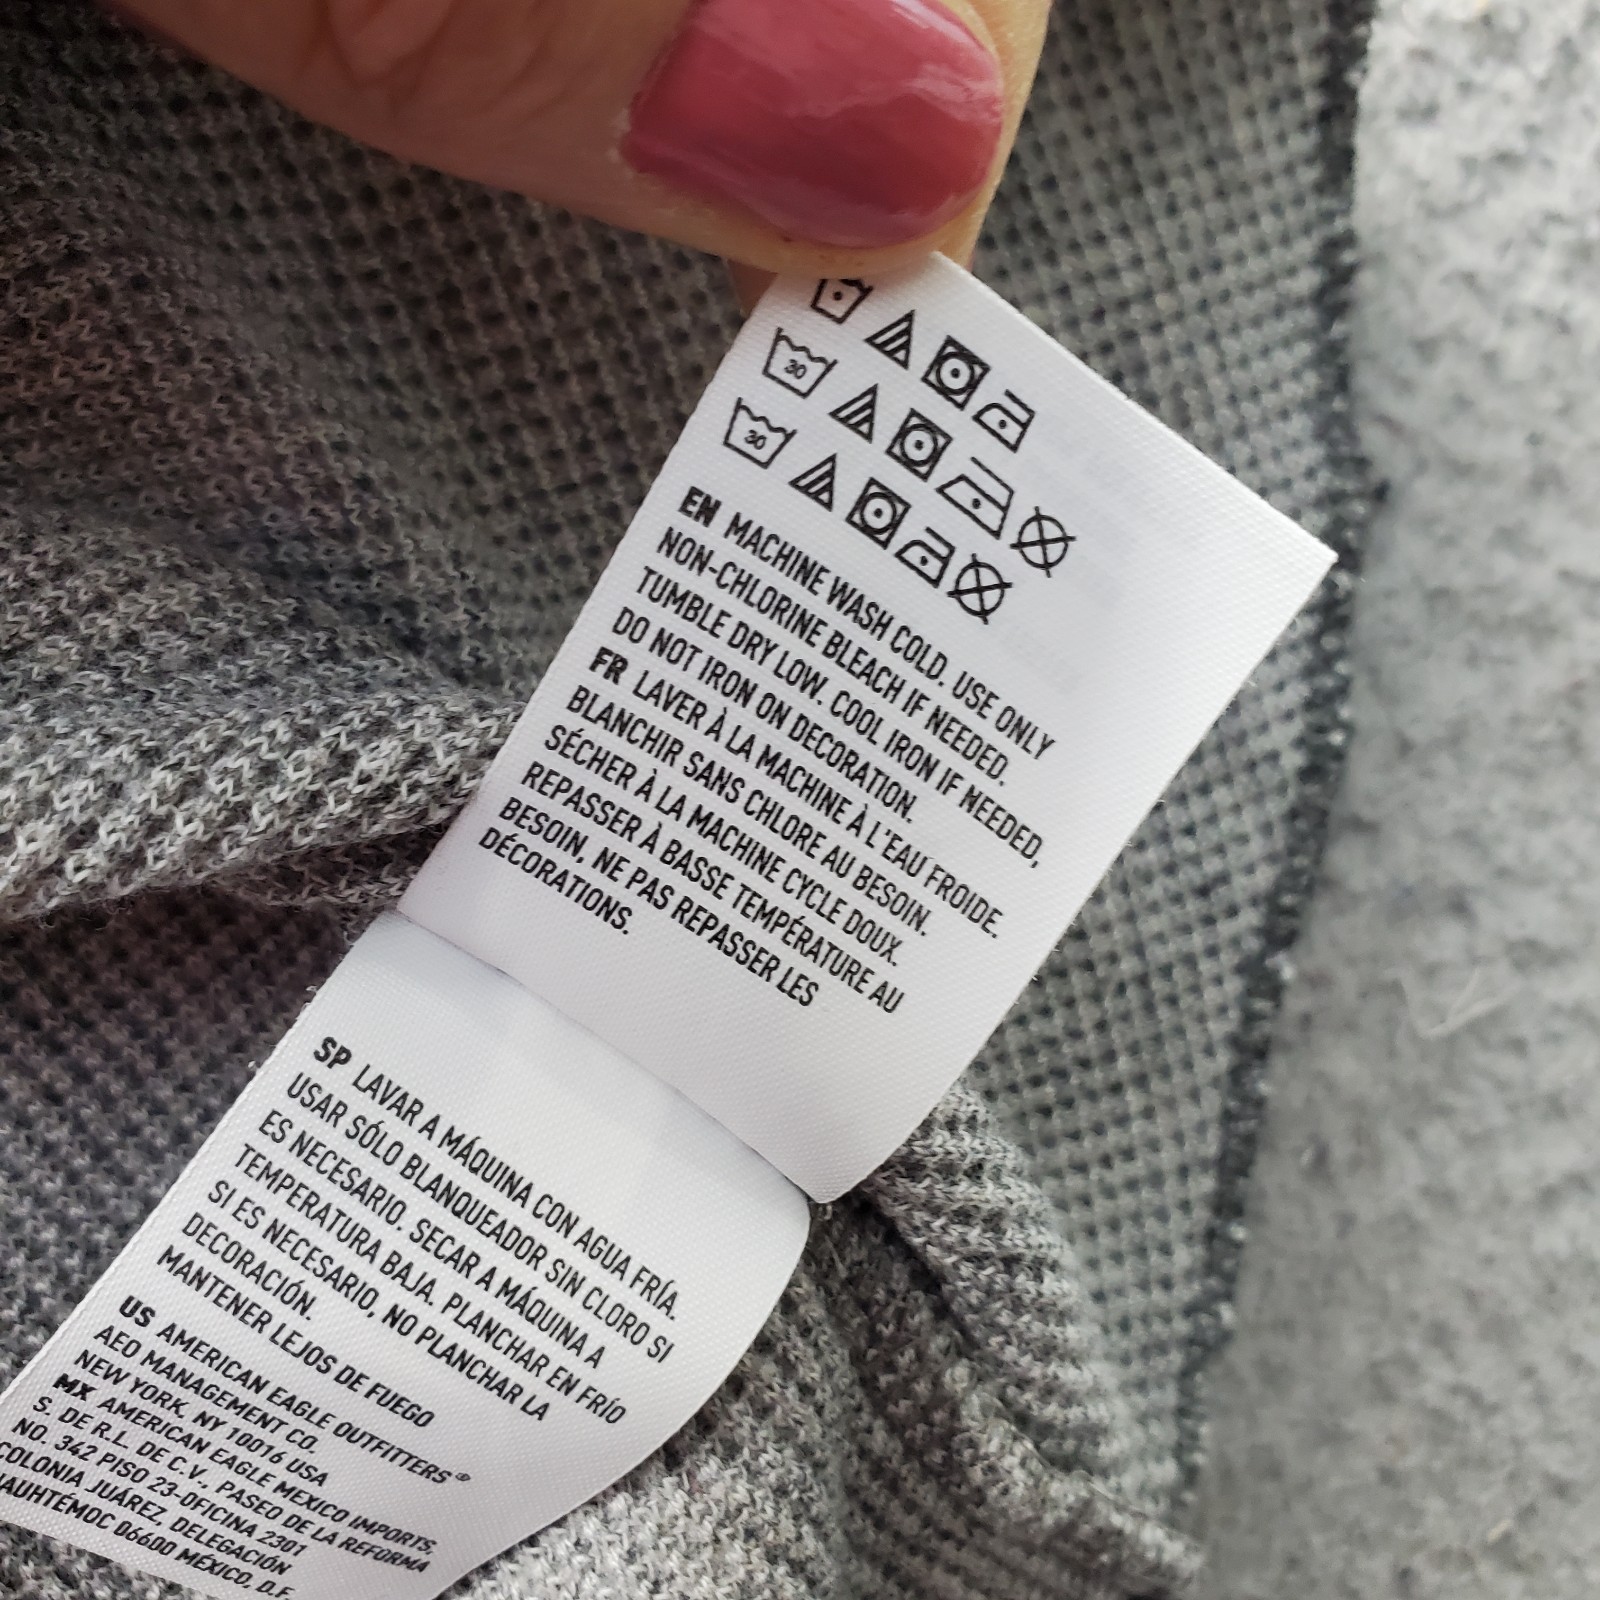 30
30
EN MACHINE WASH COLD. USE ONLY
NON-CHLORINE BLEACH IF NEEDED.
TUMBLE DRY LOW. COOL IRON IF NEEDED,
DO NOT IRON ON DECORATION.
FR LAVER À LA MACHINE À L'EAU FROIDE.
BLANCHIR SANS CHLORE AU BESOIN.
SÉCHER À LA MACHINE CYCLE DOUX.
REPASSER À BASSE TEMPÉRATURE AU
BESOIN, NE PAS REPASSER LES
DÉCORATIONS.
SP LAVAR A MÁQUINA CON AGUA FRÍA.
USAR SÓLO BLANQUEADOR SIN CLORO SI
ES NECESARIO. SECAR A MÁQUINA A
TEMPERATURA BAJA. PLANCHAR EN FRÍO
SI ES NECESARIO, NO PLANCHAR LA
DECORACIÓN.
MANTENER LEJOS DE FUEGO
US AMERICAN EAGLE OUTFITTERS®
AEO MANAGEMENT CO.
NEW YORK, NY 10016 USA
MX AMERICAN EAGLE MEXICO IMPORTS,
S. DE R.L. DE C.V., PASEO DE LA REFORMA
NO. 342 PISO 23-OFICINA 2301
COLONIA JUÁREZ, DELEGACIÓN
AUHTÉMOC 06600 MÉXICO, D.F.